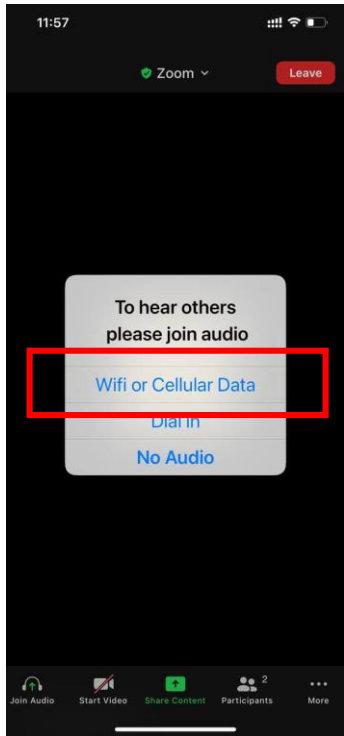 11:57
Zoom
Leave
To hear others
please join audio
Wifi or Cellular Data
Dial in
No Audio
2
Join Audio
Start Video
Share Content
Participants
More